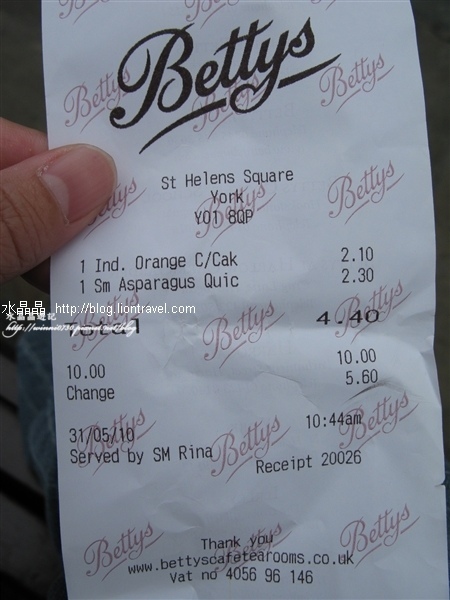 Bettys
St Helens Square
York
YO1 8QP
1 Ind. Orange C/Cak 2.10
1 Sm Asparagus Quic 2.30
水晶晶 http://blog.liontravel.com
4.40
10.00 10.00
Change 5.60
31/05/10 10:44am
Served by SM Rina
Receipt 20026
Thank you
www.bettyscafetearooms.co.uk
Vat no 4056 96 146